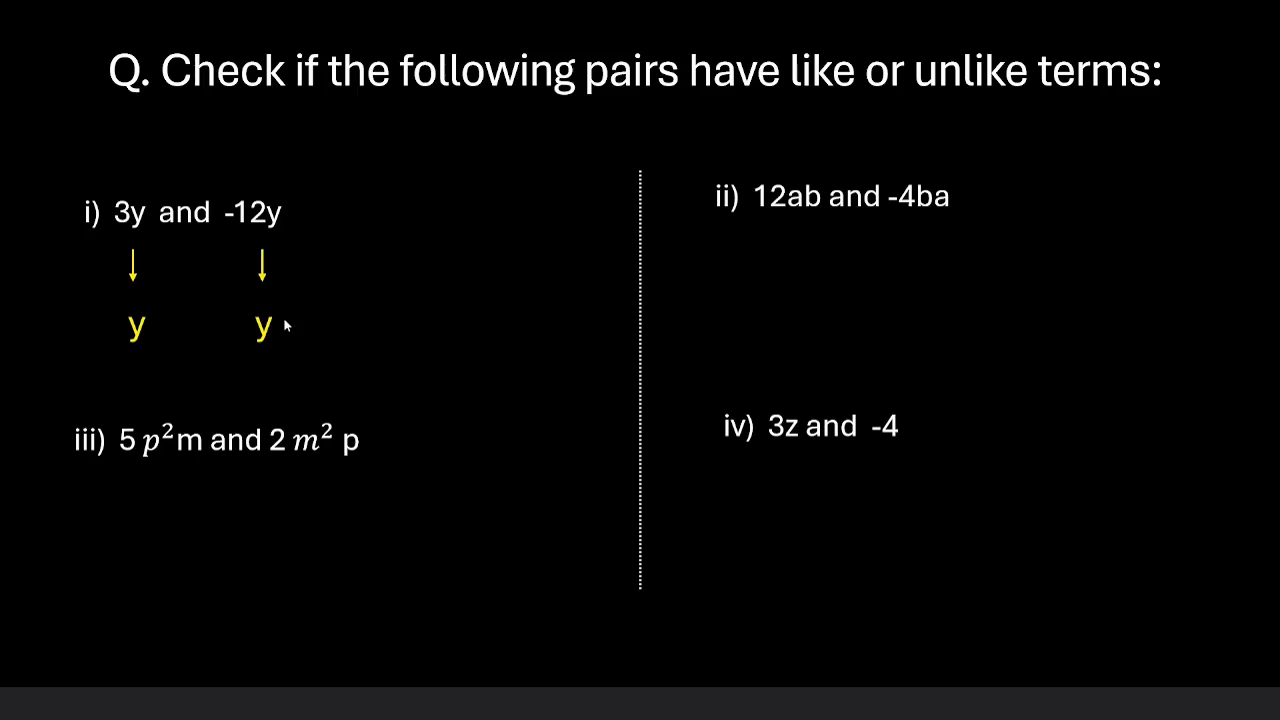 Q. Check if the following pairs have like or unlike terms:
i) 3y and -12y
y y
ii) 12ab and -4ba
iii) 5 p²m and 2 m² p
iv) 3z and -4